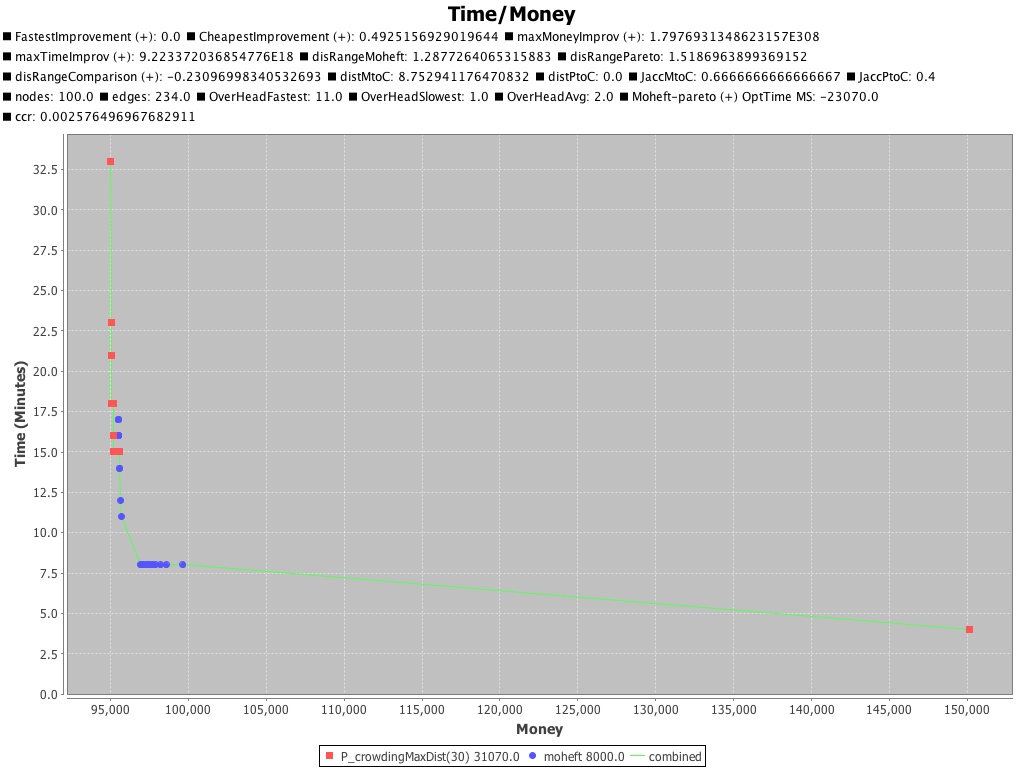 Time/Money
FastestImprovement (+): 0.0 CheapestImprovement (+): 0.4925156929019644 maxMoneyImprov (+): 1.7976931348623157E308
maxTimeImprov (+): 9.223372036854776E18 disRangeMoheft: 1.2877264065315883 disRangePareto: 1.5186963899369152
disRangeComparison (+): -0.23096998340532693 distMtoC: 8.752941176470832 distPtoC: 0.0 JaccMtoC: 0.6666666666666667 JaccPtoC: 0.4
nodes: 100.0 edges: 234.0 OverHeadFastest: 11.0 OverHeadSlowest: 1.0 OverHeadAvg: 2.0 Moheft-pareto (+) OptTime MS: -23070.0
ccr: 0.002576496967682911
32.5
30.0
27.5
25.0
22.5
20.0
17.5
15.0
12.5
10.0
7.5
5.0
2.5
0.0
Time (Minutes)
95,000 100,000 105,000 110,000 115,000 120,000 125,000 130,000 135,000 140,000 145,000 150,000
Money
P_crowdingMaxDist(30) 31070.0 moheft 8000.0 combined